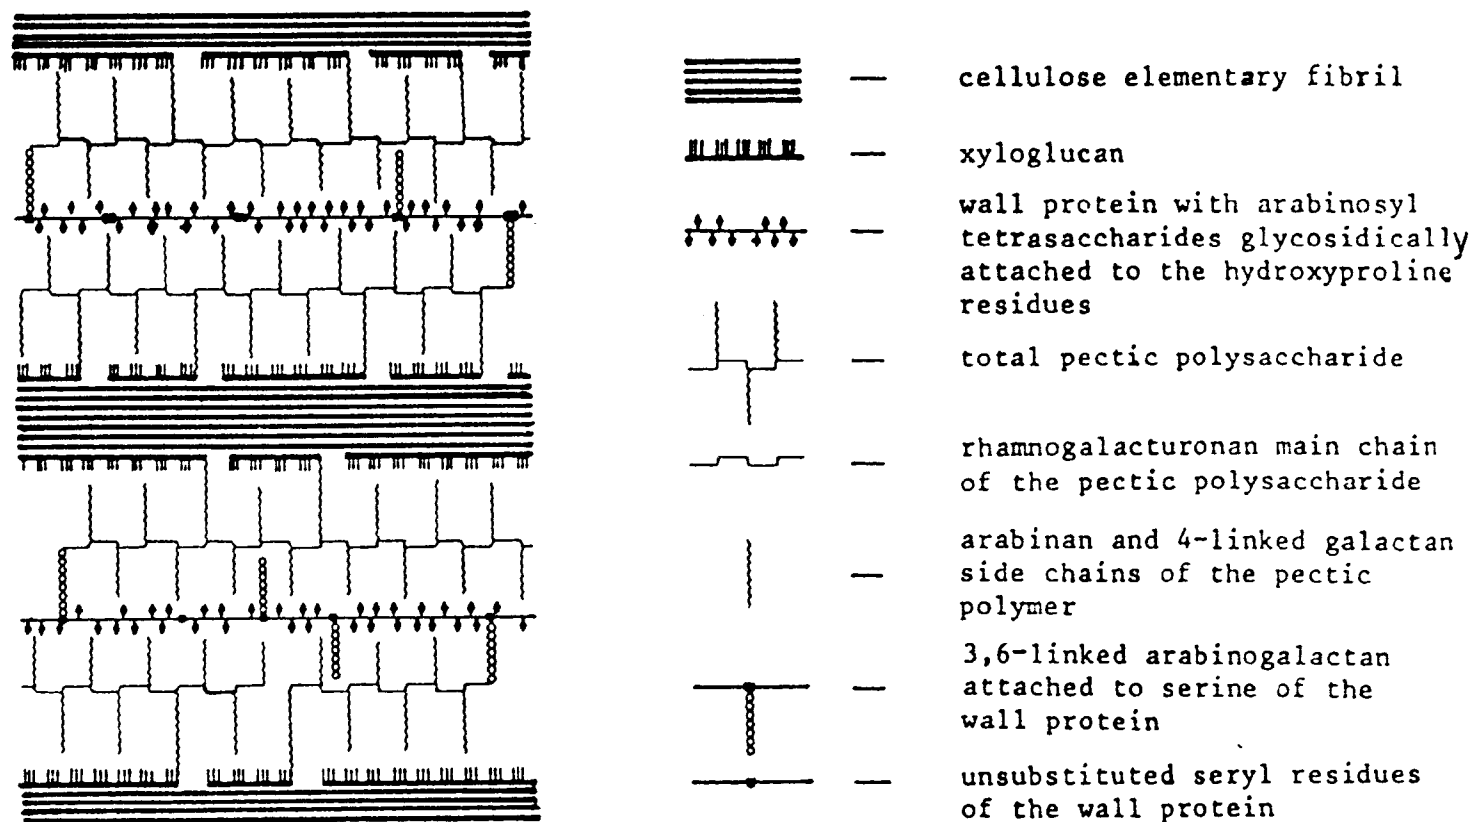 cellulose elementary fibril
xyloglucan
wall protein with arabinosyl
tetrasaccharides glycosidically
attached to the hydroxyproline
residues
total pectic polysaccharide
rhamnogalacturonan main chain
of the pectic polysaccharide
arabinan and 4-linked galactan
side chains of the pectic
polymer
3,6-linked arabinogalactan
attached to serine of the
wall protein
unsubstituted seryl residues
of the wall protein